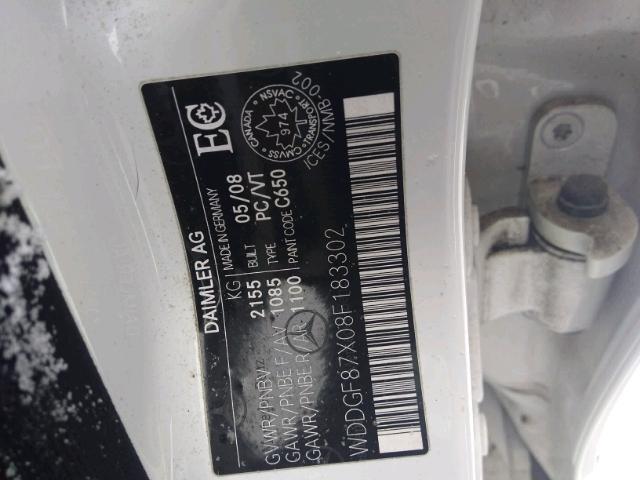 DAIMLER AG
KG MADE IN GERMANY
GVWR/PNBV 2155 BUILT 05/08
GAWR/PNBE F/AV 1085 TYPE PC/VT
GAWR/PNBE R/AR 1100 PAINT CODE C650
WDDGF87X08F183302
EC
CANADA NSVAC
974
CMVSS TRANSPORT
ICES/NMB-002